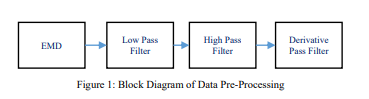 EMD
Low Pass
Filter
High Pass
Filter
Derivative
Pass Filter
Figure 1: Block Diagram of Data Pre-Processing